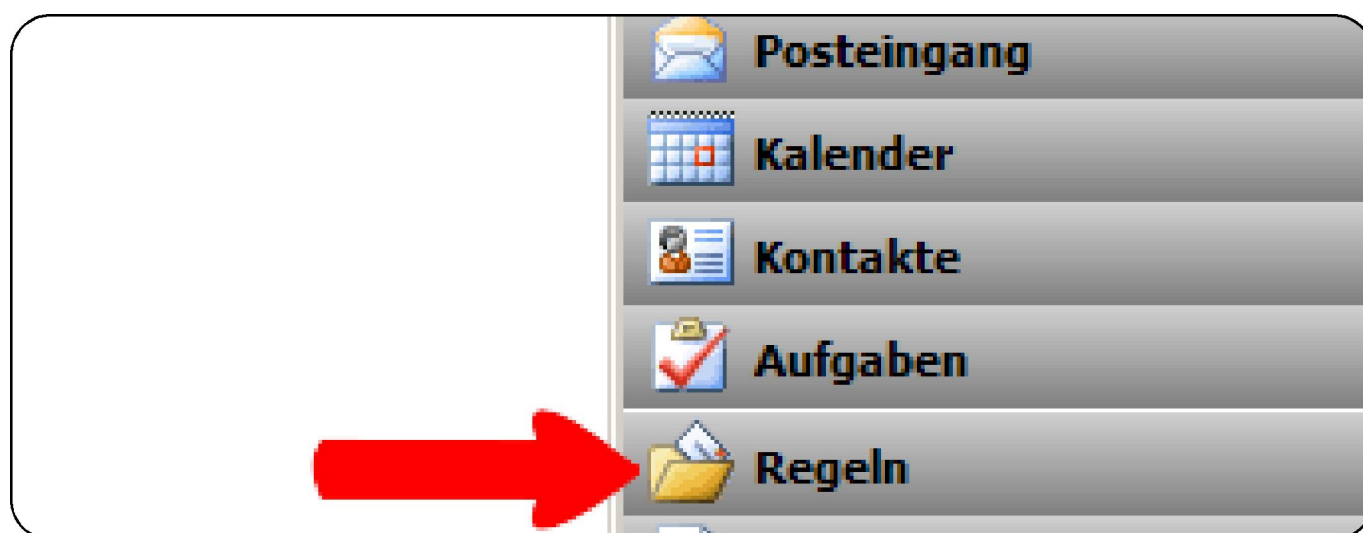 Posteingang
Kalender
Kontakte
Aufgaben
Regeln